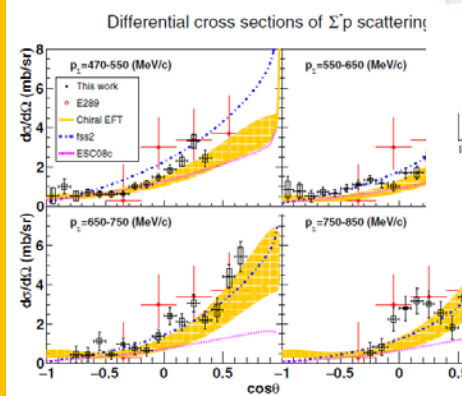 Differential cross sections of Σ⁻p scattering
dσ/dΩ (mb/sr)
8
6
4
2
0
p_Σ=470-550 (MeV/c)
This work
E289
Chiral EFT
fss2
ESC08c
p_Σ=550-650 (MeV/c)
dσ/dΩ (mb/sr)
6
4
2
0
p_Σ=650-750 (MeV/c)
p_Σ=750-850 (MeV/c)
-1 -0.5 0 0.5 -1 -0.5 0 0.5
cosθ